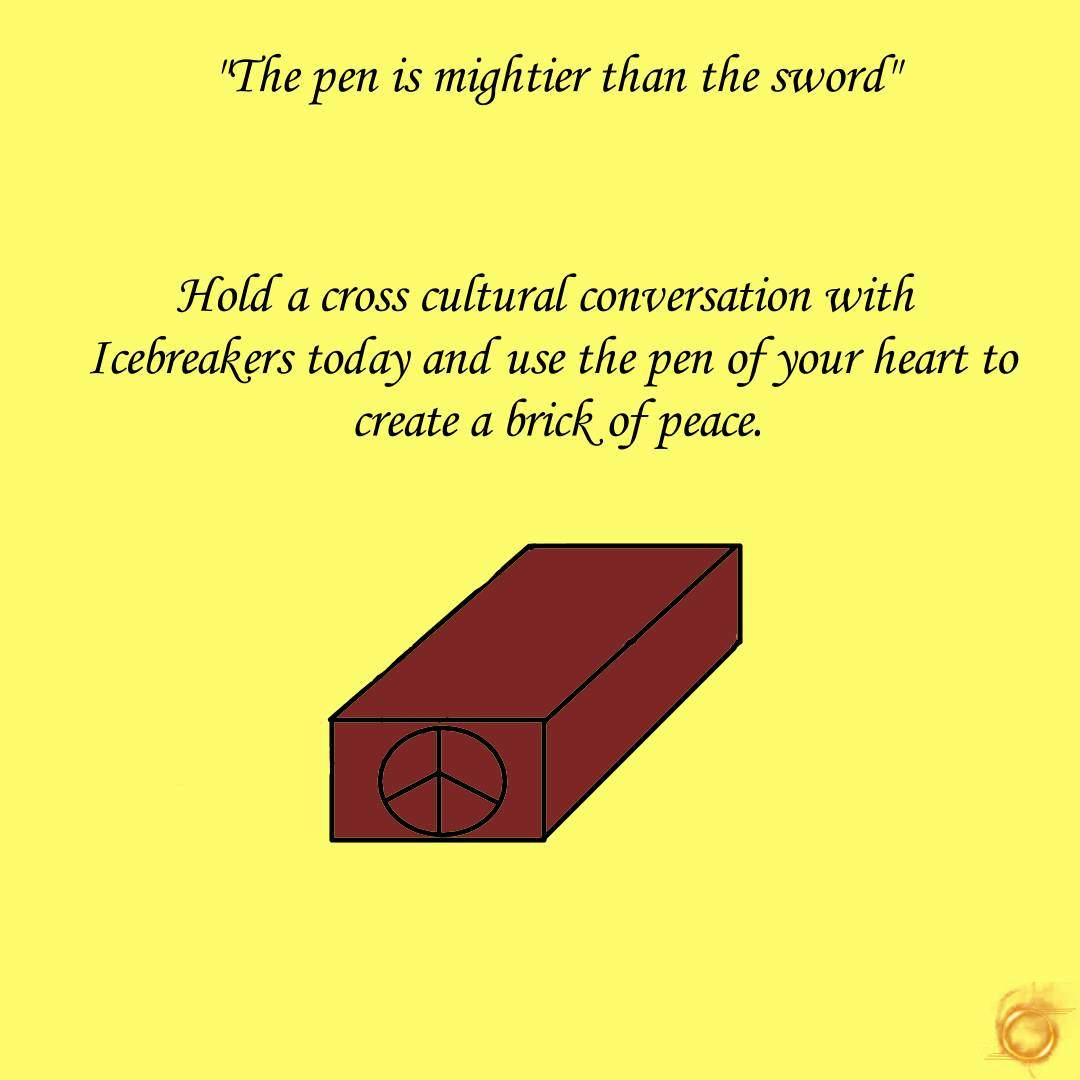 "The pen is mightier than the sword"
Hold a cross cultural conversation with
Icebreakers today and use the pen of your heart to
create a brick of peace.